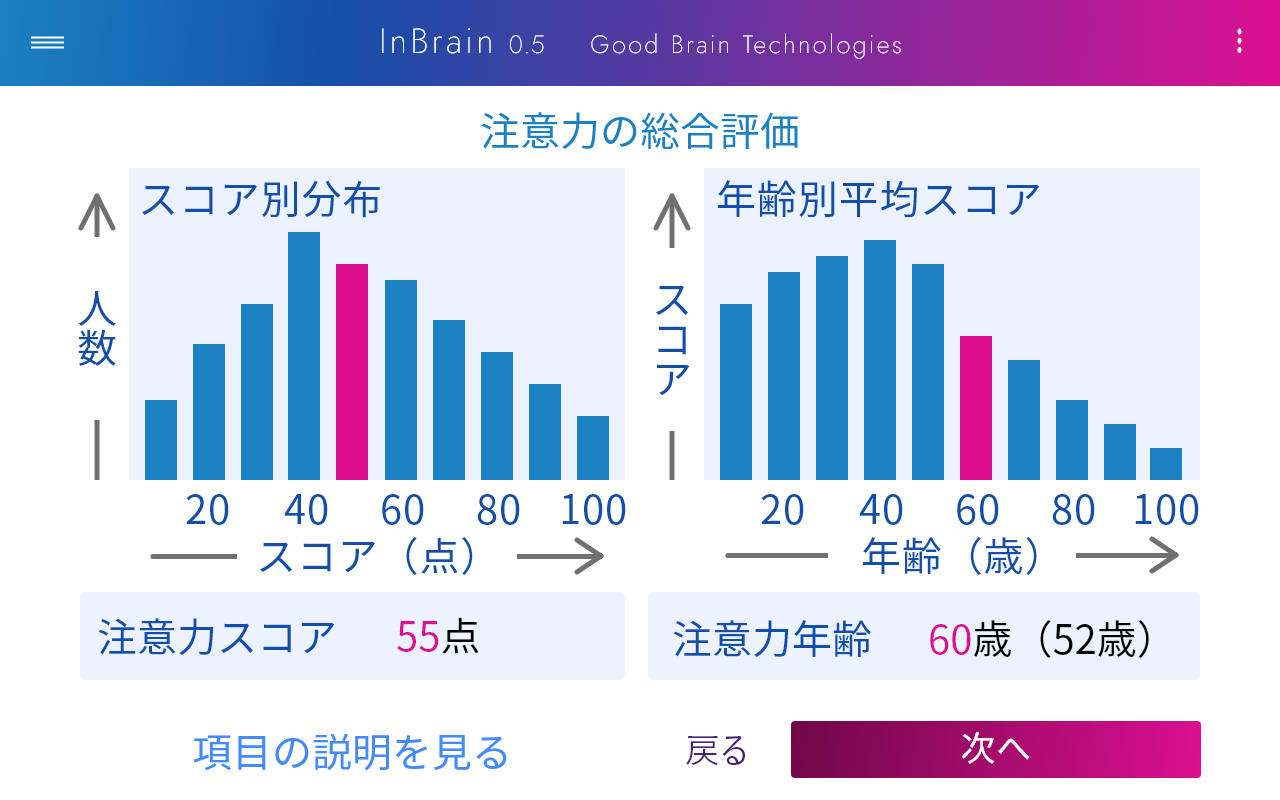 InBrain 0.5 Good Brain Technologies
注意力の総合評価
スコア別分布
人数
20 40 60 80 100
スコア（点）
年齢別平均スコア
スコア
20 40 60 80 100
年齢（歳）
注意力スコア 55点
注意力年齢 60歳（52歳）
項目の説明を見る
戻る
次へ